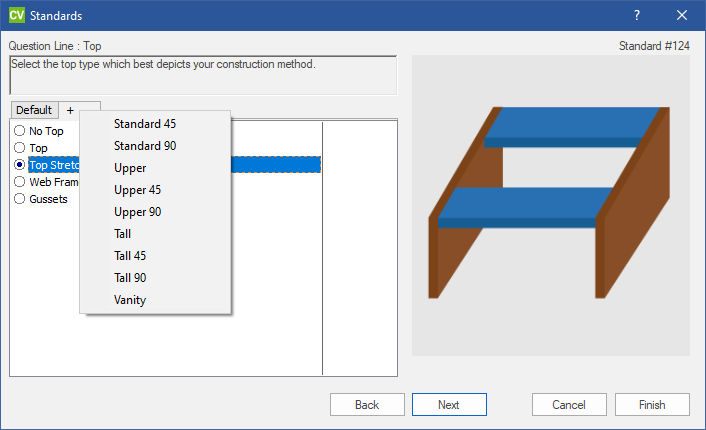 CV Standards
?
Question Line : Top
Standard #124
Select the top type which best depicts your construction method.
Default
+
No Top
Top
Top Stretc
Web Fram
Gussets
Standard 45
Standard 90
Upper
Upper 45
Upper 90
Tall
Tall 45
Tall 90
Vanity
Back
Next
Cancel
Finish